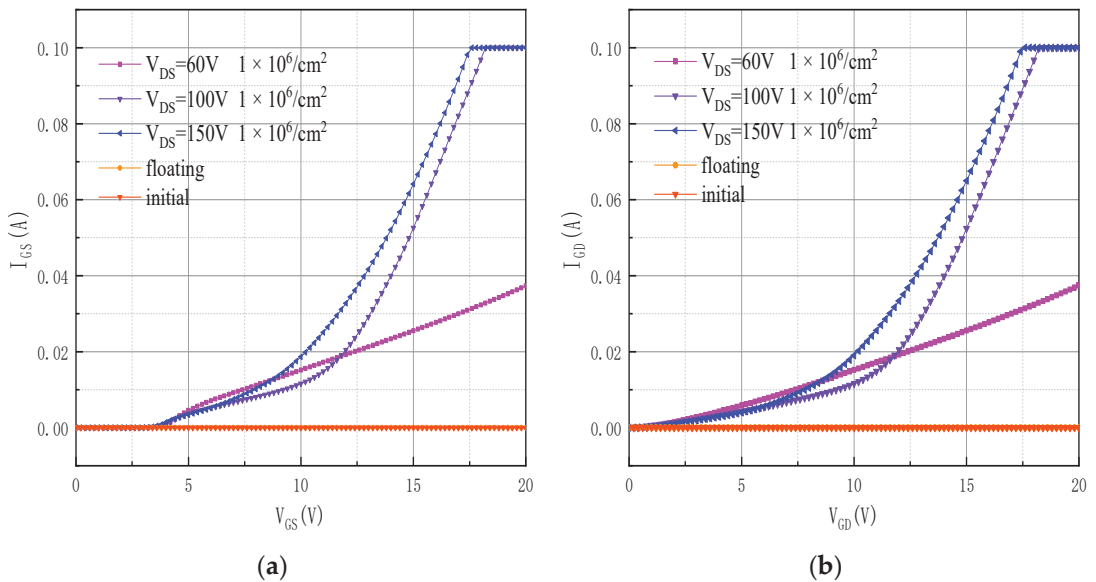 V_DS=60V 1 × 10^6/cm^2
V_DS=100V 1 × 10^6/cm^2
V_DS=150V 1 × 10^6/cm^2
floating
initial
0.10
0.08
0.06
0.04
0.02
0.00
I_GS(A)
0 5 10 15 20
V_GS(V)
(a)
V_DS=60V 1 × 10^6/cm^2
V_DS=100V 1 × 10^6/cm^2
V_DS=150V 1 × 10^6/cm^2
floating
initial
0.10
0.08
0.06
0.04
0.02
0.00
I_GD(A)
0 5 10 15 20
V_GD(V)
(b)